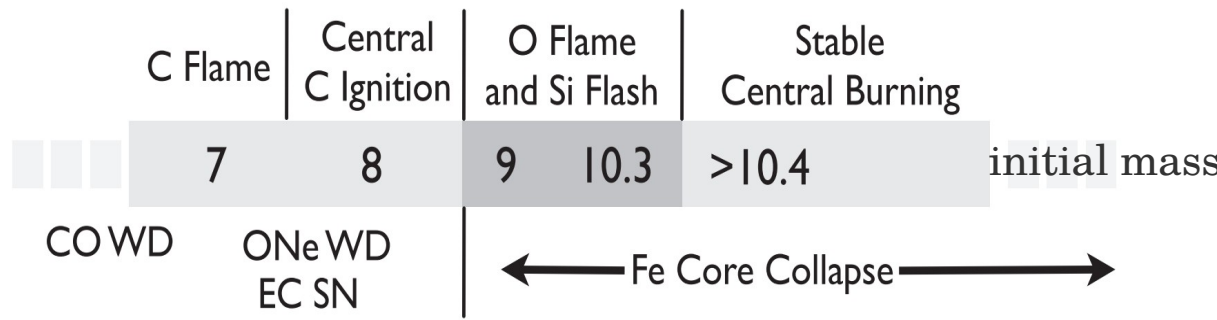 C Flame
Central
C Ignition
O Flame
and Si Flash
Stable
Central Burning
7 8 9 10.3 >10.4 initial mass
CO WD
ONe WD
EC SN
Fe Core Collapse